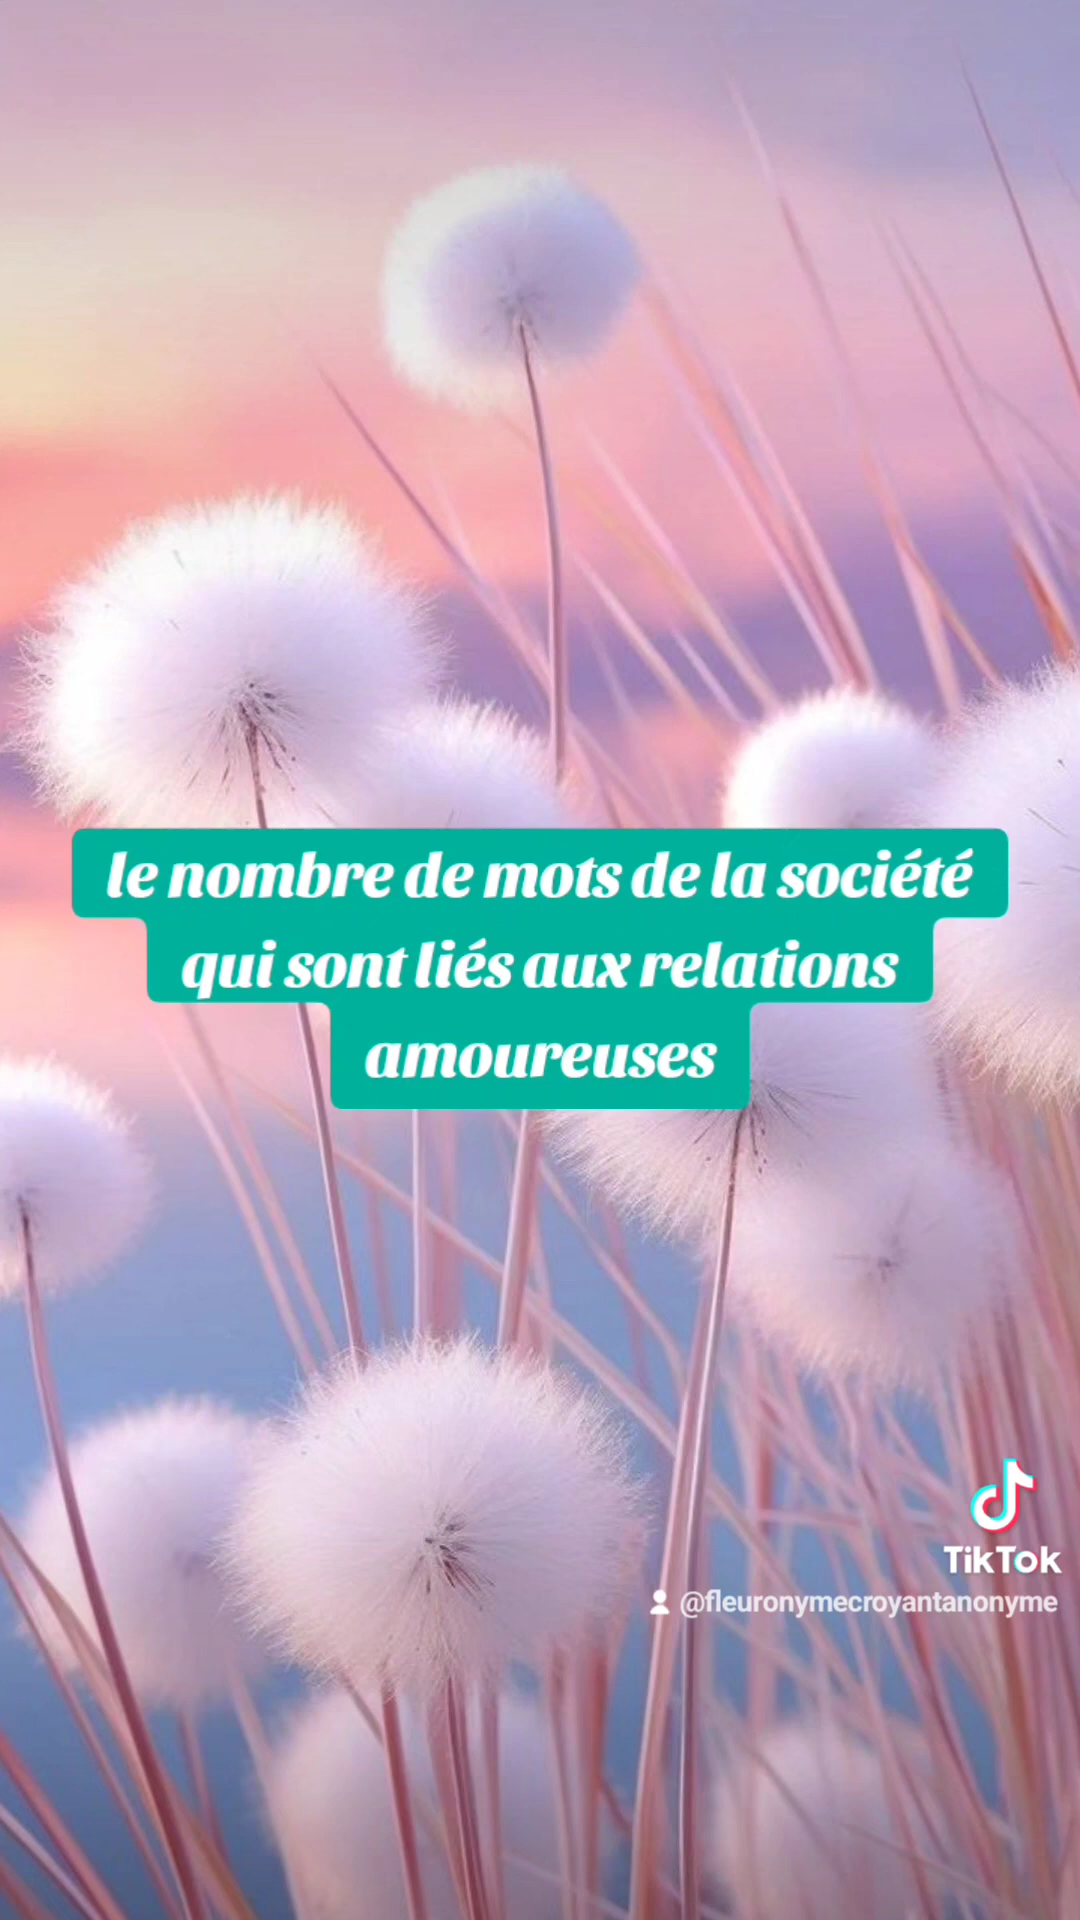 le nombre de mots de la société
qui sont liés aux relations
amoureuses
TikTok
@fleuronymecroyantanonyme